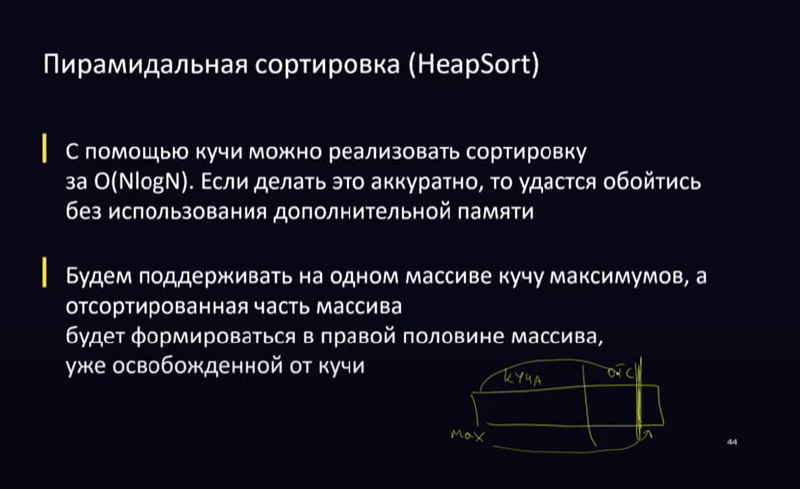 Пирамидальная сортировка (HeapSort)
С помощью кучи можно реализовать сортировку
за O(NlogN). Если делать это аккуратно, то удастся обойтись
без использования дополнительной памяти
Будем поддерживать на одном массиве кучу максимумов, а
отсортированная часть массива
будет формироваться в правой половине массива,
уже освобожденной от кучи
КУЧА
ОТС
max
44